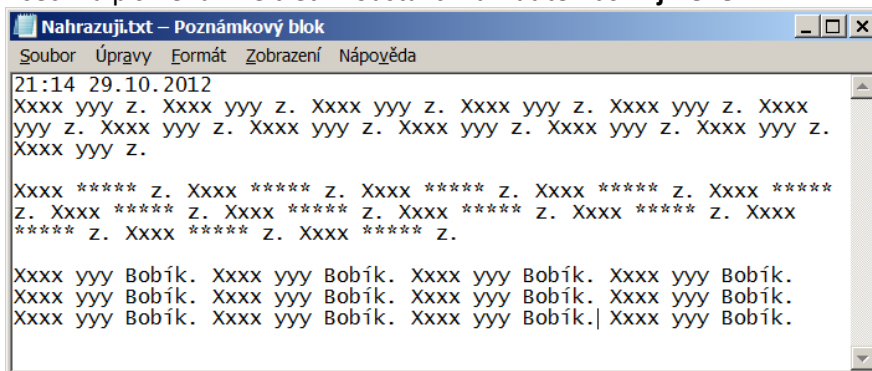 Nahrazuji.txt – Poznámkový blok
Soubor Úpravy Formát Zobrazení Nápověda
21:14 29.10.2012
Xxxx yyy z. Xxxx yyy z. Xxxx yyy z. Xxxx yyy z. Xxxx yyy z. Xxxx
yyy z. Xxxx yyy z. Xxxx yyy z. Xxxx yyy z. Xxxx yyy z. Xxxx yyy z.
Xxxx yyy z.
Xxxx ***** z. Xxxx ***** z. Xxxx ***** z. Xxxx ***** z. Xxxx *****
z. Xxxx ***** z. Xxxx ***** z. Xxxx ***** z. Xxxx ***** z. Xxxx
***** z. Xxxx ***** z. Xxxx ***** z.
Xxxx yyy Bobík. Xxxx yyy Bobík. Xxxx yyy Bobík. Xxxx yyy Bobík.
Xxxx yyy Bobík. Xxxx yyy Bobík. Xxxx yyy Bobík. Xxxx yyy Bobík.
Xxxx yyy Bobík. Xxxx yyy Bobík. Xxxx yyy Bobík. Xxxx yyy Bobík.